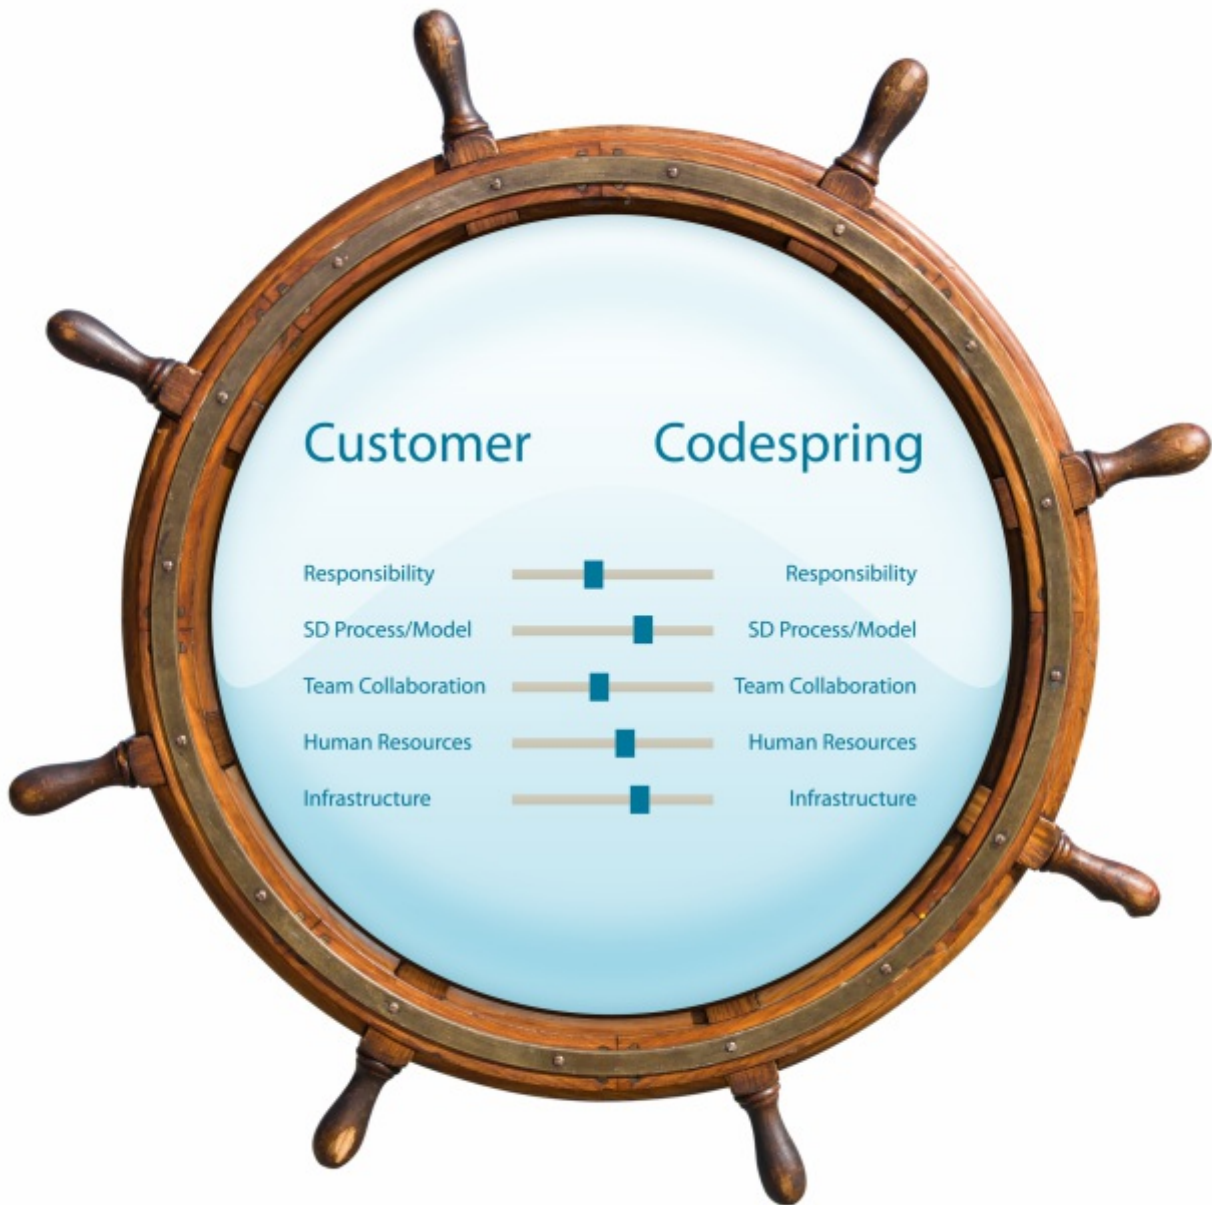 Customer Codespring
Responsibility Responsibility
SD Process/Model SD Process/Model
Team Collaboration Team Collaboration
Human Resources Human Resources
Infrastructure Infrastructure